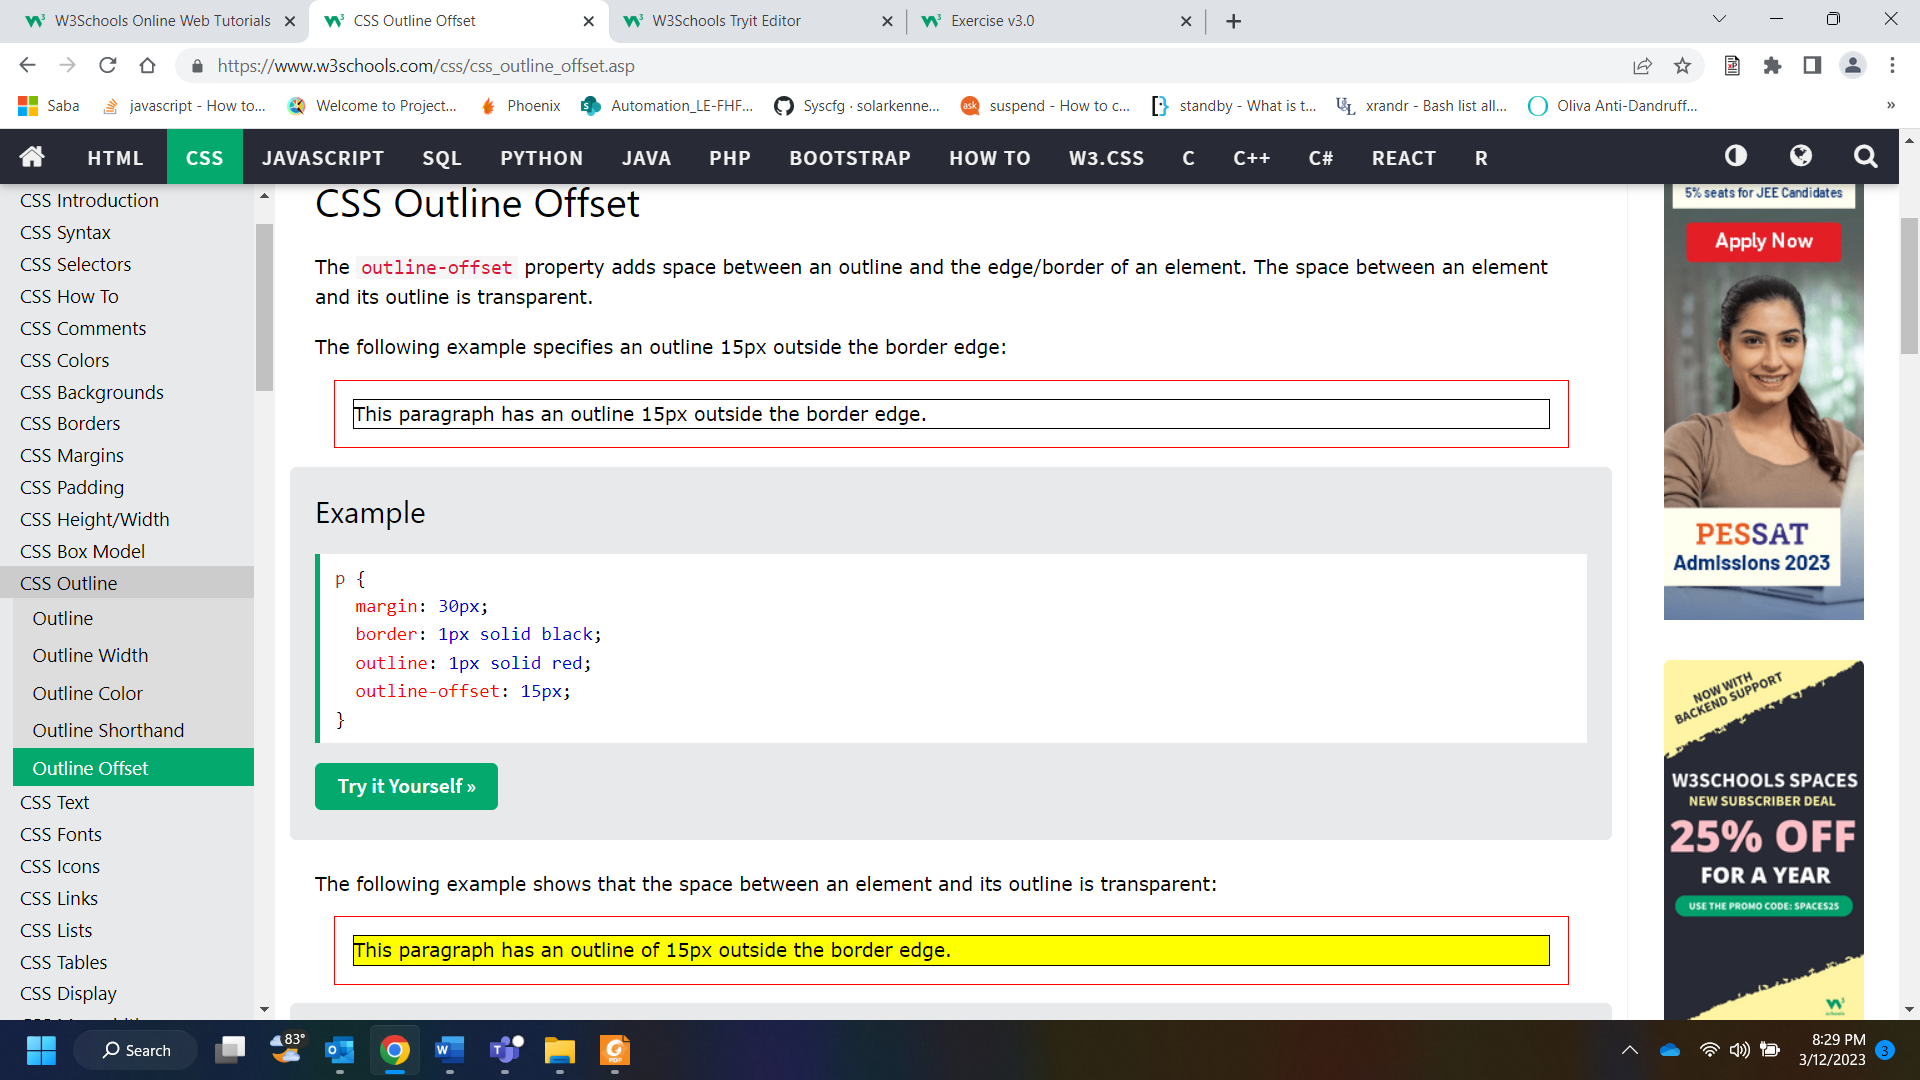 W3Schools Online Web Tutorials
CSS Outline Offset
W3Schools Tryit Editor
Exercise v3.0
https://www.w3schools.com/css/css_outline_offset.asp
Saba
javascript - How to...
Welcome to Project...
Phoenix
Automation_LE-FHF...
Syscfg · solarkenne...
ask
suspend - How to c...
standby - What is t...
xrandr - Bash list all...
Oliva Anti-Dandruff...
»
HTML CSS JAVASCRIPT SQL PYTHON JAVA PHP BOOTSTRAP HOW TO W3.CSS C C++ C# REACT R
CSS Introduction
CSS Syntax
CSS Selectors
CSS How To
CSS Comments
CSS Colors
CSS Backgrounds
CSS Borders
CSS Margins
CSS Padding
CSS Height/Width
CSS Box Model
CSS Outline
Outline
Outline Width
Outline Color
Outline Shorthand
Outline Offset
CSS Text
CSS Fonts
CSS Icons
CSS Links
CSS Lists
CSS Tables
CSS Display
CSS Outline Offset
The outline-offset property adds space between an outline and the edge/border of an element. The space between an element
and its outline is transparent.
The following example specifies an outline 15px outside the border edge:
This paragraph has an outline 15px outside the border edge.
Example
p {
margin: 30px;
border: 1px solid black;
outline: 1px solid red;
outline-offset: 15px;
}
Try it Yourself »
The following example shows that the space between an element and its outline is transparent:
This paragraph has an outline of 15px outside the border edge.
5% seats for JEE Candidates
Apply Now
PESSAT
Admissions 2023
NOW WITH
BACKEND SUPPORT
W3SCHOOLS SPACES
NEW SUBSCRIBER DEAL
25% OFF
FOR A YEAR
USE THE PROMO CODE: SPACES25
Search
83°
8:29 PM
3/12/2023
3